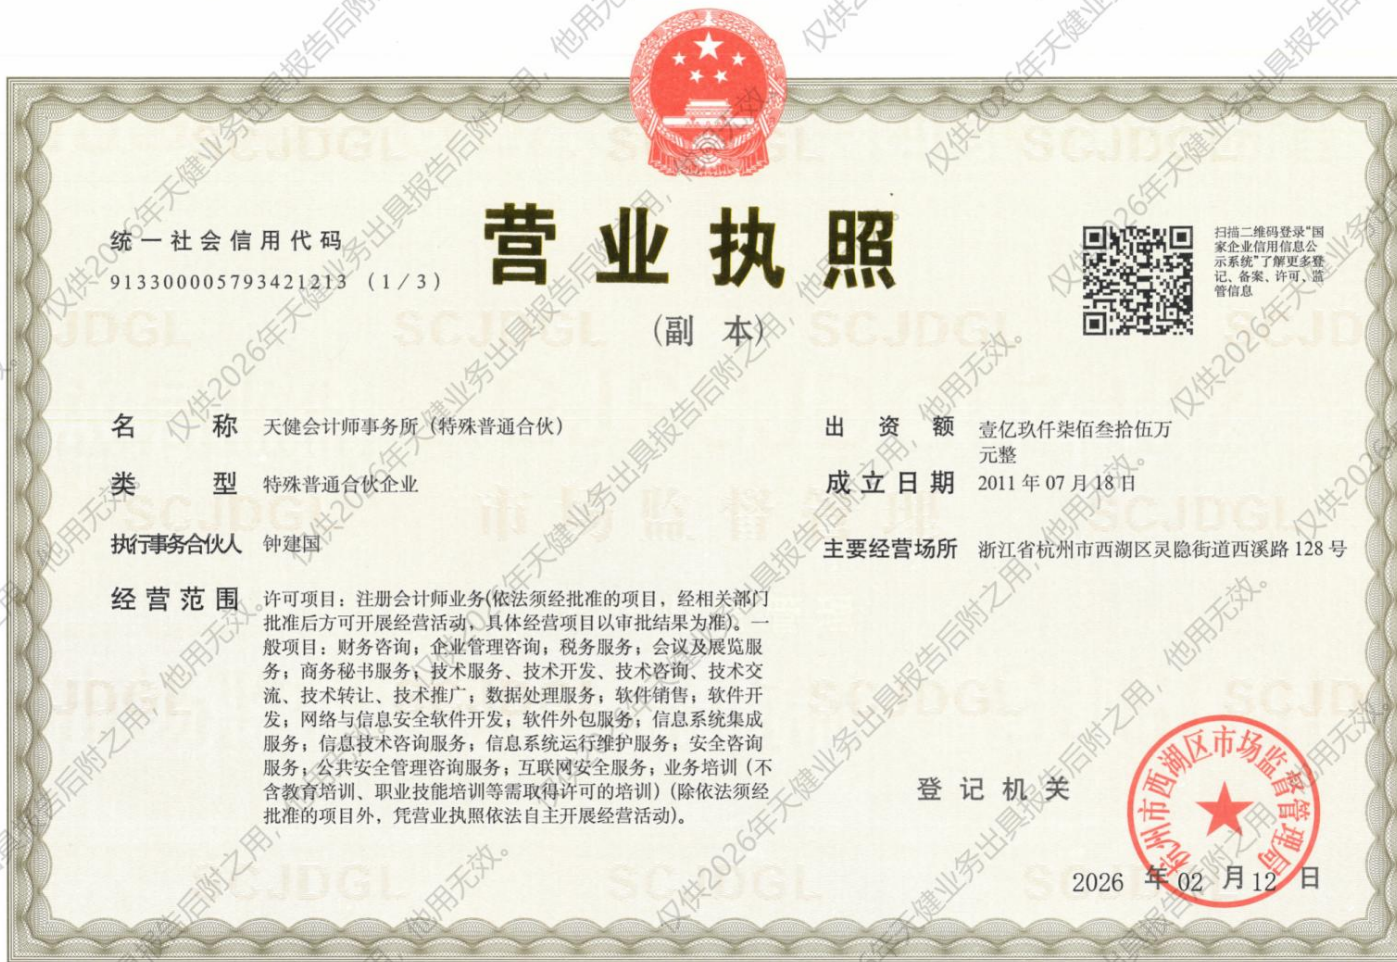 营业执照
(副 本)
统一社会信用代码
913300005793421213 (1/3)
扫描二维码登录“国
家企业信用信息公
示系统”了解更多登
记、备案、许可、监
管信息
名 称 天健会计师事务所（特殊普通合伙）
类 型 特殊普通合伙企业
执行事务合伙人 钟建国
经营范围 许可项目：注册会计师业务(依法须经批准的项目，经相关部门
批准后方可开展经营活动，具体经营项目以审批结果为准)。一
般项目：财务咨询；企业管理咨询；税务服务；会议及展览服
务；商务秘书服务；技术服务、技术开发、技术咨询、技术交
流、技术转让、技术推广；数据处理服务；软件销售；软件开
发；网络与信息安全软件开发；软件外包服务；信息系统集成
服务；信息技术咨询服务；信息系统运行维护服务；安全咨询
服务；公共安全管理咨询服务；互联网安全服务；业务培训（不
含教育培训、职业技能培训等需取得许可的培训）(除依法须经
批准的项目外，凭营业执照依法自主开展经营活动)。
出 资 额 壹亿玖仟柒佰叁拾伍万
元整
成立日期 2011年07月18日
主要经营场所 浙江省杭州市西湖区灵隐街道西溪路128号
登记机关
杭州市西湖区市场监督管理局
2026 年 02 月 12 日
仅供2026年天健业务出具报告后附之用，他用无效。
SCJDGL
市场监督管理